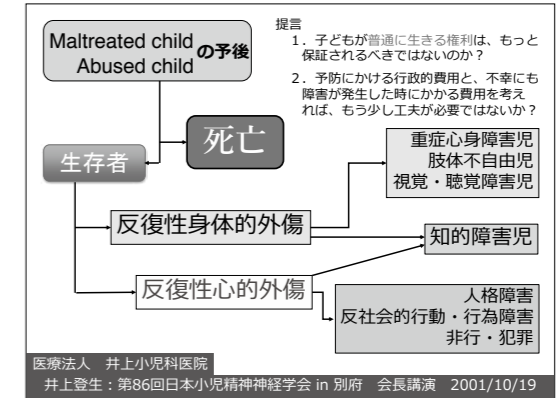 Maltreated child
Abused child
の予後
提言
1．子どもが普通に生きる権利は、もっと
保証されるべきではないのか？
2．予防にかける行政的費用と、不幸にも
障害が発生した時にかかる費用を考え
れば、もう少し工夫が必要ではないか？
死亡
生存者
重症心身障害児
肢体不自由児
視覚・聴覚障害児
反復性身体的外傷
知的障害児
反復性心的外傷
人格障害
反社会的行動・行為障害
非行・犯罪
医療法人　井上小児科医院
井上登生：第86回日本小児精神神経学会 in 別府　会長講演　2001/10/19